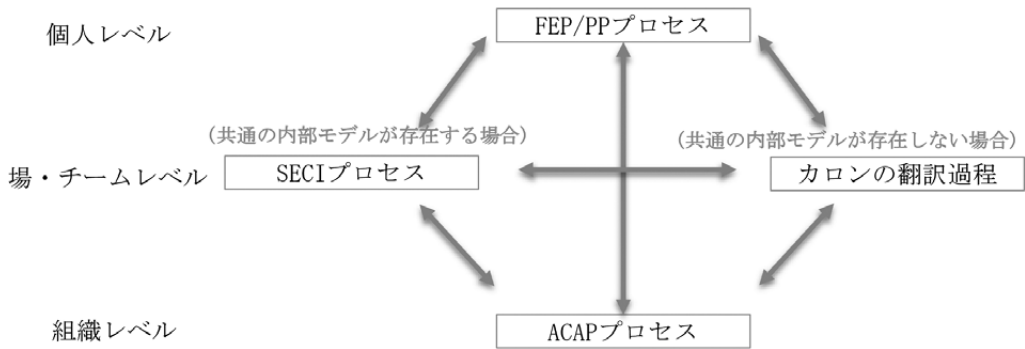 個人レベル
FEP/PPプロセス
(共通の内部モデルが存在する場合)
(共通の内部モデルが存在しない場合)
場・チームレベル
SECIプロセス
カロンの翻訳過程
組織レベル
ACAPプロセス